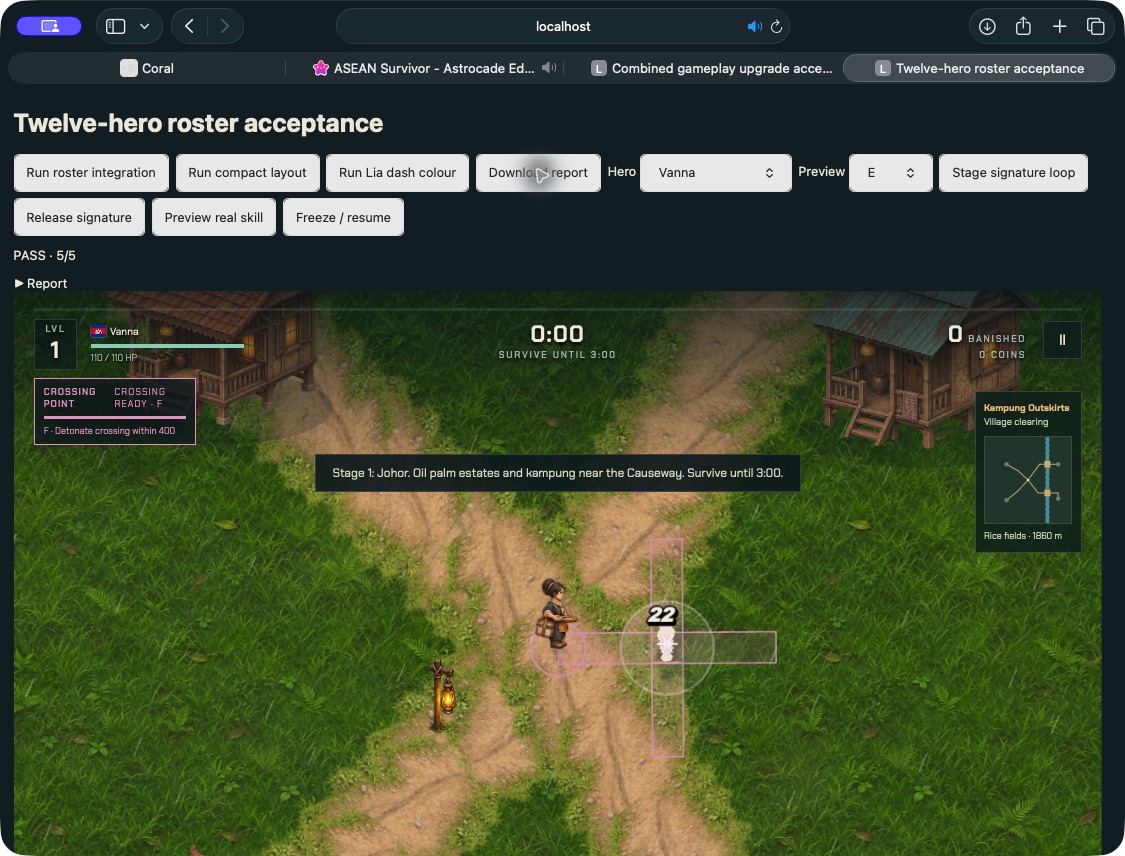 localhost
Coral
ASEAN Survivor - Astrocade Ed...
L Combined gameplay upgrade acce...
L Twelve-hero roster acceptance
Twelve-hero roster acceptance
Run roster integration
Run compact layout
Run Lia dash colour
Download report
Hero
Vanna
Preview
E
Stage signature loop
Release signature
Preview real skill
Freeze / resume
PASS · 5/5
Report
LVL
1
Vanna
110 / 110 HP
0:00
SURVIVE UNTIL 3:00
0 BANISHED
0 COINS
CROSSING POINT
CROSSING READY · F
F · Detonate crossing within 400
Kampung Outskirts
Village clearing
Rice fields · 1860 m
Stage 1: Johor. Oil palm estates and kampung near the Causeway. Survive until 3:00.
22